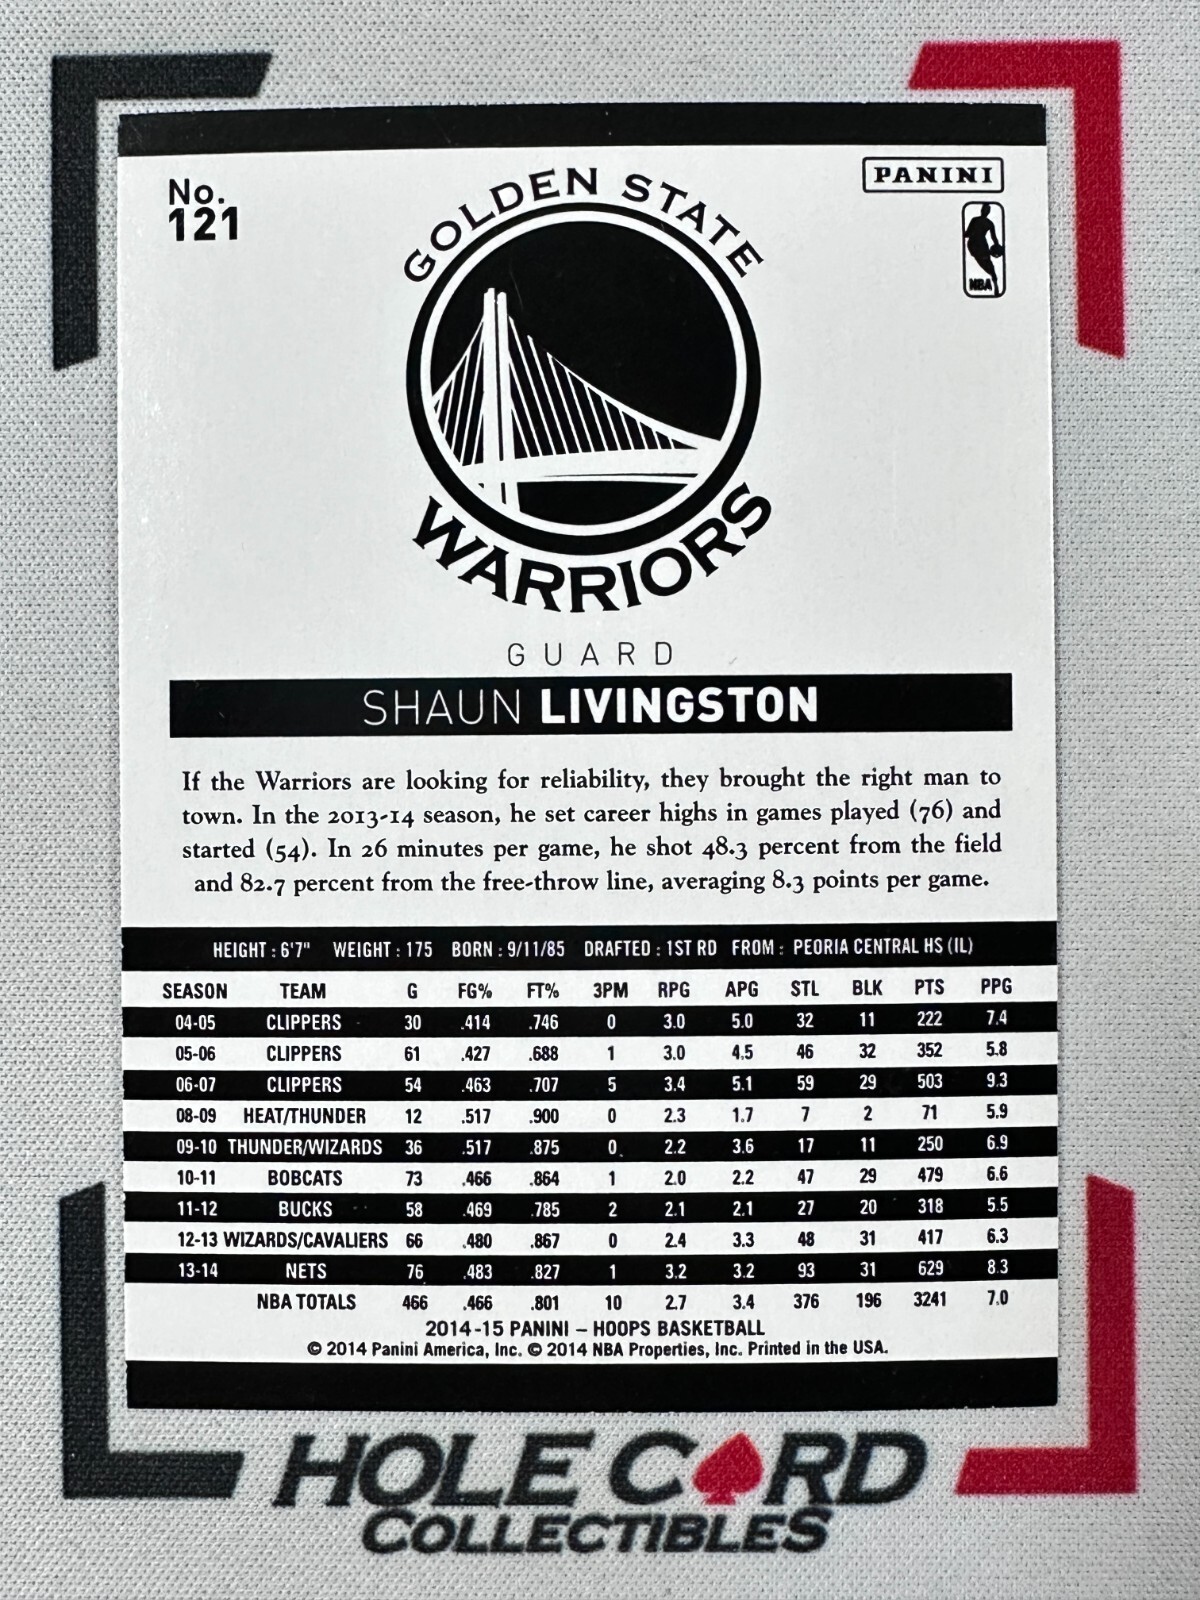 No.
121
PANINI
NBA
GOLDEN STATE
WARRIORS
GUARD
SHAUN LIVINGSTON
If the Warriors are looking for reliability, they brought the right man to
town. In the 2013-14 season, he set career highs in games played (76) and
started (54). In 26 minutes per game, he shot 48.3 percent from the field
and 82.7 percent from the free-throw line, averaging 8.3 points per game.
HEIGHT : 6'7" WEIGHT : 175 BORN : 9/11/85 DRAFTED : 1ST RD FROM : PEORIA CENTRAL HS (IL)
SEASON TEAM G FG% FT% 3PM RPG APG STL BLK PTS PPG
04-05 CLIPPERS 30 .414 .746 0 3.0 5.0 32 11 222 7.4
05-06 CLIPPERS 61 .427 .688 1 3.0 4.5 46 32 352 5.8
06-07 CLIPPERS 54 .463 .707 5 3.4 5.1 59 29 503 9.3
08-09 HEAT/THUNDER 12 .517 .900 0 2.3 1.7 7 2 71 5.9
09-10 THUNDER/WIZARDS 36 .517 .875 0 2.2 3.6 17 11 250 6.9
10-11 BOBCATS 73 .466 .864 1 2.0 2.2 47 29 479 6.6
11-12 BUCKS 58 .469 .785 2 2.1 2.1 27 20 318 5.5
12-13 WIZARDS/CAVALIERS 66 .480 .867 0 2.4 3.3 48 31 417 6.3
13-14 NETS 76 .483 .827 1 3.2 3.2 93 31 629 8.3
NBA TOTALS 466 .466 .801 10 2.7 3.4 376 196 3241 7.0
2014-15 PANINI – HOOPS BASKETBALL
© 2014 Panini America, Inc. © 2014 NBA Properties, Inc. Printed in the USA.
HOLE CARD
COLLECTIBLES